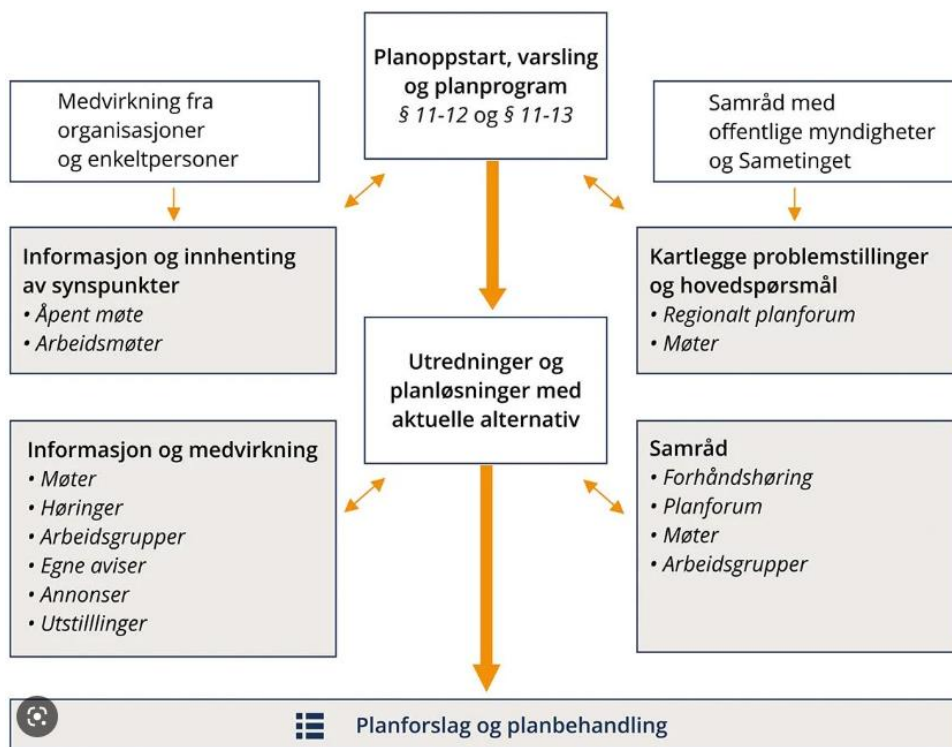 Planoppstart, varsling
og planprogram
§ 11-12 og § 11-13
Medvirkning fra
organisasjoner
og enkeltpersoner
Samråd med
offentlige myndigheter
og Sametinget
Informasjon og innhenting
av synspunkter
• Åpent møte
• Arbeidsmøter
Kartlegge problemstillinger
og hovedspørsmål
• Regionalt planforum
• Møter
Utredninger og
planløsninger med
aktuelle alternativ
Informasjon og medvirkning
• Møter
• Høringer
• Arbeidsgrupper
• Egne aviser
• Annonser
• Utstilllinger
Samråd
• Forhåndshøring
• Planforum
• Møter
• Arbeidsgrupper
Planforslag og planbehandling